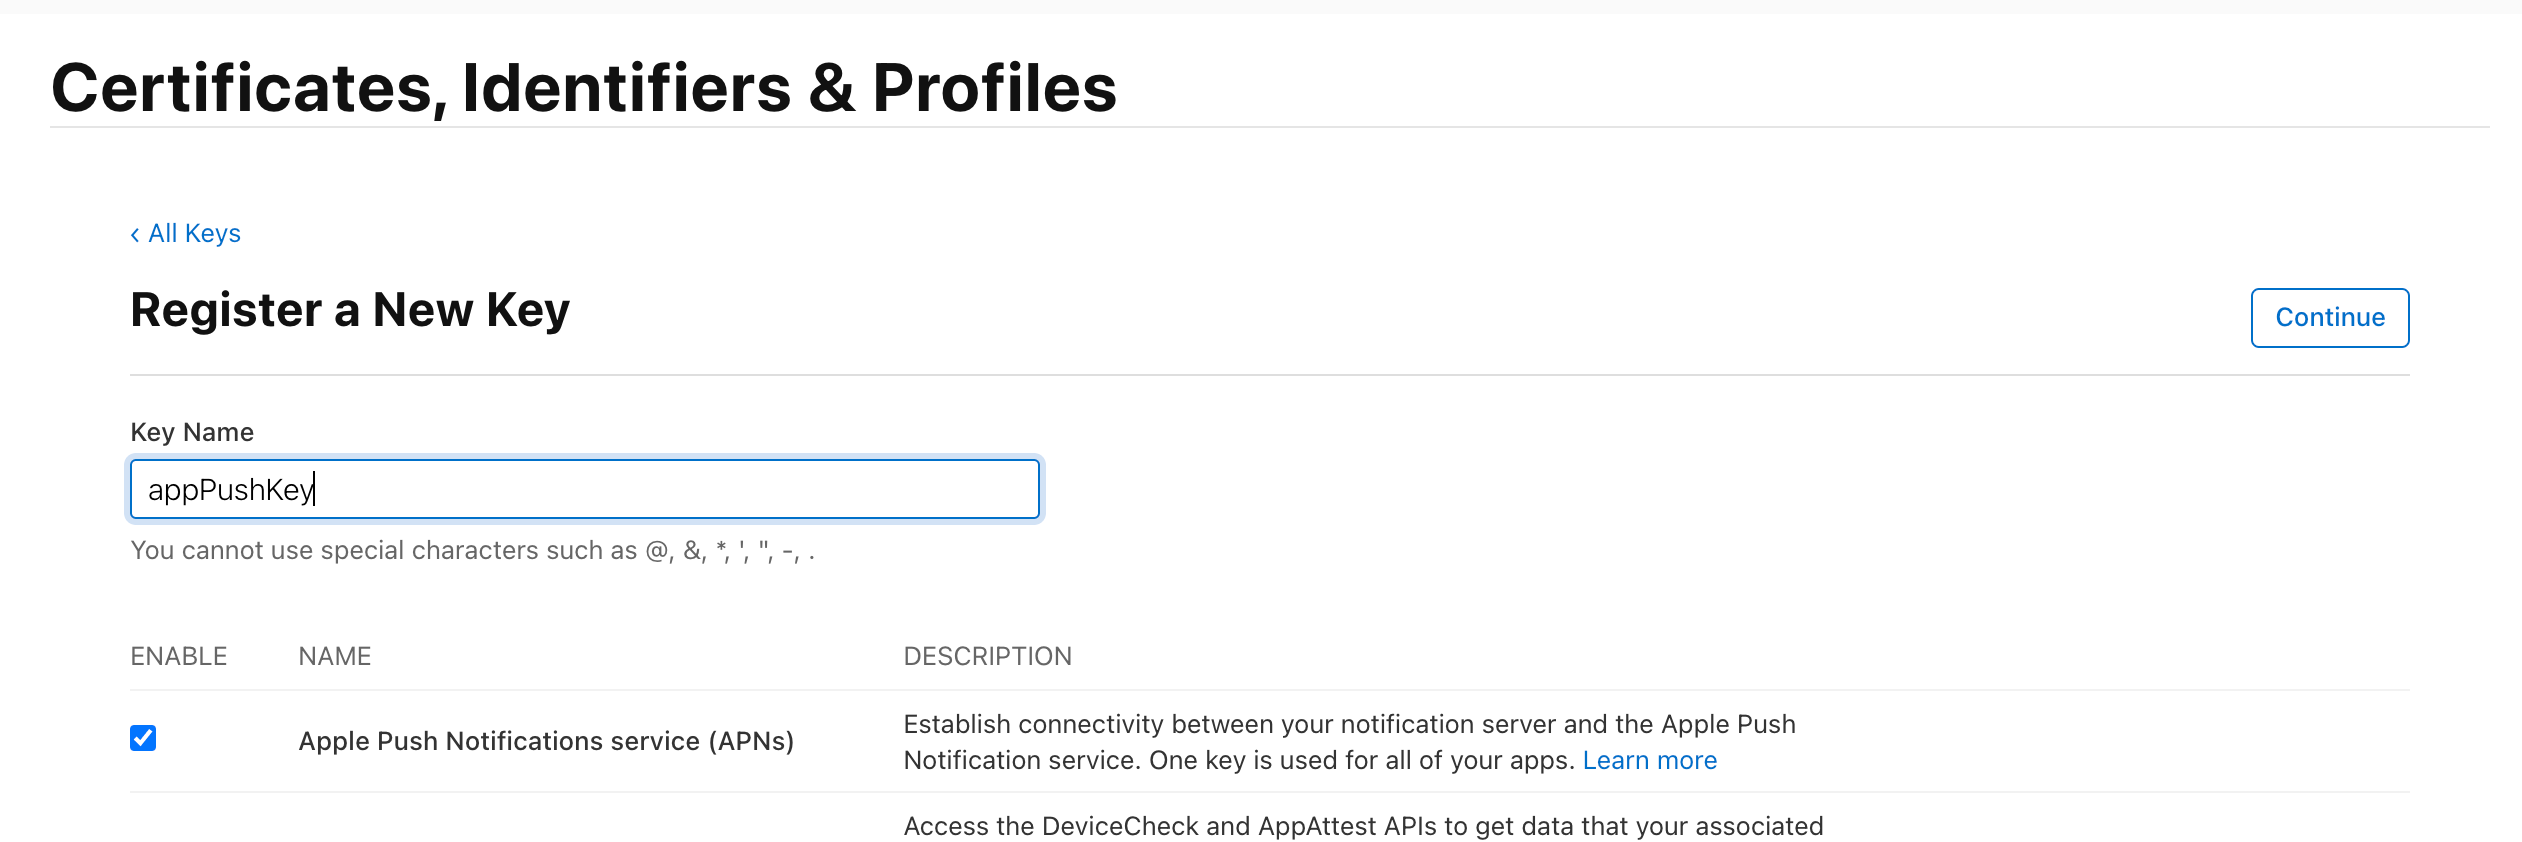 Certificates, Identifiers & Profiles
‹ All Keys
Register a New Key
Continue
Key Name
appPushKey
You cannot use special characters such as @, &, *, ', ", -, .
ENABLE NAME DESCRIPTION
Apple Push Notifications service (APNs)
Establish connectivity between your notification server and the Apple Push
Notification service. One key is used for all of your apps. Learn more
Access the DeviceCheck and AppAttest APIs to get data that your associated